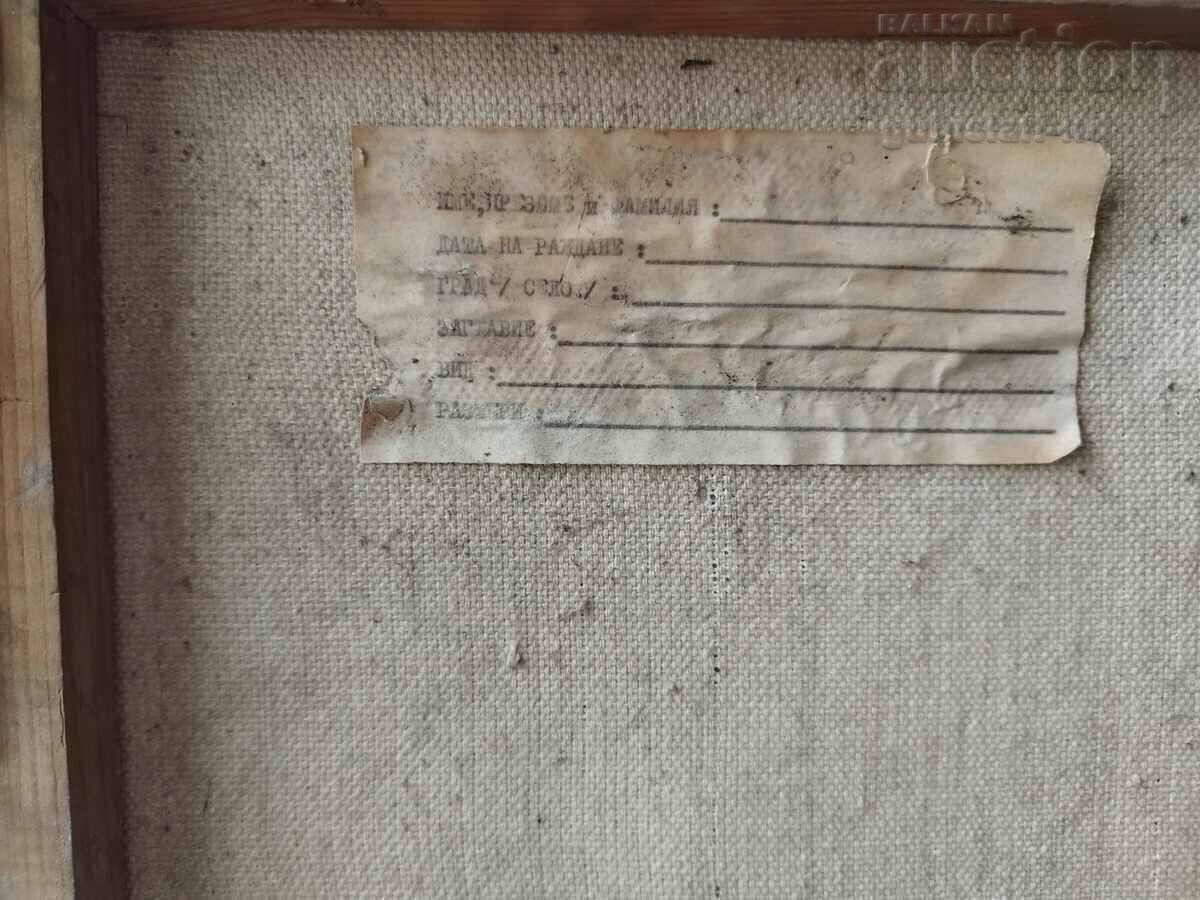 BALKAN
auction
ИМЕ, ПРЕЗИМЕ и ФАМИЛИЯ :
ДАТА НА РАЖДАНЕ :
ГРАД / СЕЛО / :
ЗАГЛАВИЕ :
ВИД :
РАЗМЕРИ :